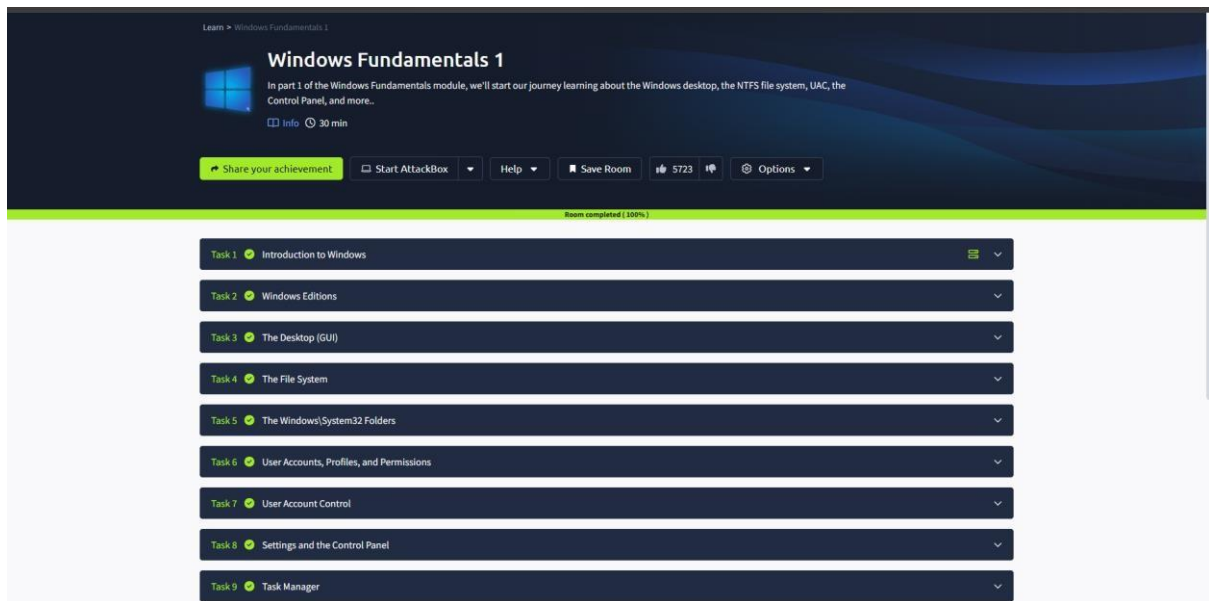 Learn > Windows Fundamentals 1
Windows Fundamentals 1
In part 1 of the Windows Fundamentals module, we'll start our journey learning about the Windows desktop, the NTFS file system, UAC, the
Control Panel, and more..
Info 30 min
Share your achievement Start AttackBox Help Save Room 5723 Options
Room completed ( 100% )
Task 1 Introduction to Windows
Task 2 Windows Editions
Task 3 The Desktop (GUI)
Task 4 The File System
Task 5 The Windows\System32 Folders
Task 6 User Accounts, Profiles, and Permissions
Task 7 User Account Control
Task 8 Settings and the Control Panel
Task 9 Task Manager